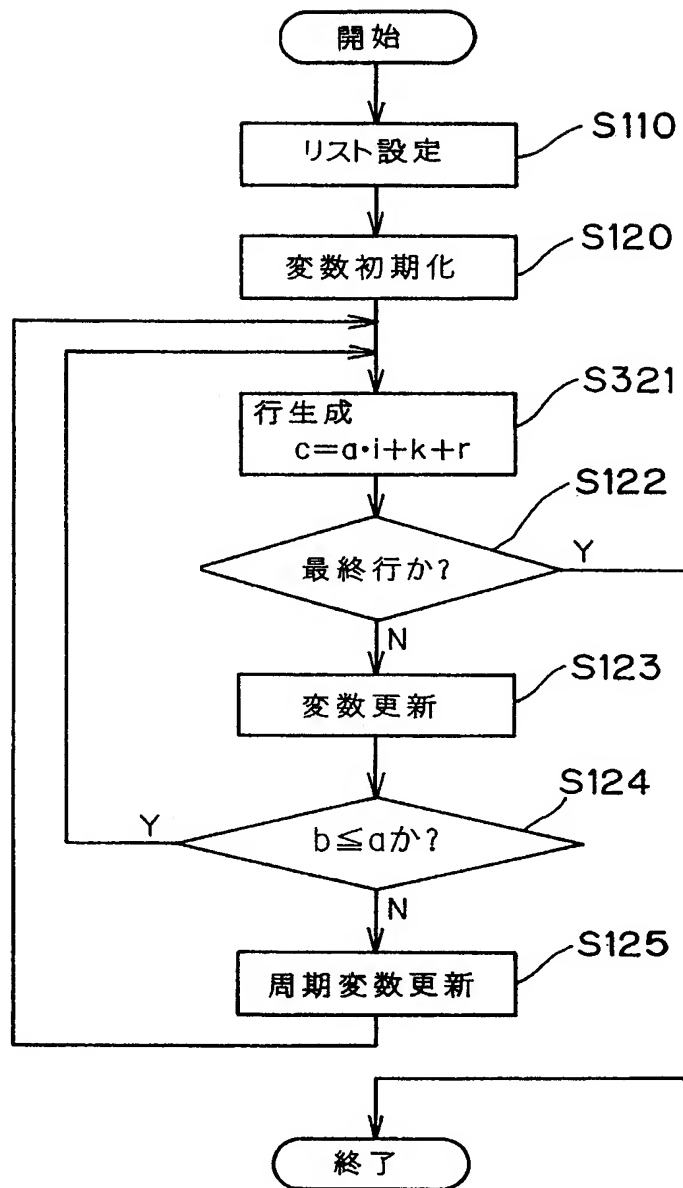 開始
リスト設定
S110
変数初期化
S120
行生成
c=a・i+k+r
S321
最終行か?
S122
Y
N
変数更新
S123
b≦aか?
S124
Y
N
周期変数更新
S125
終了